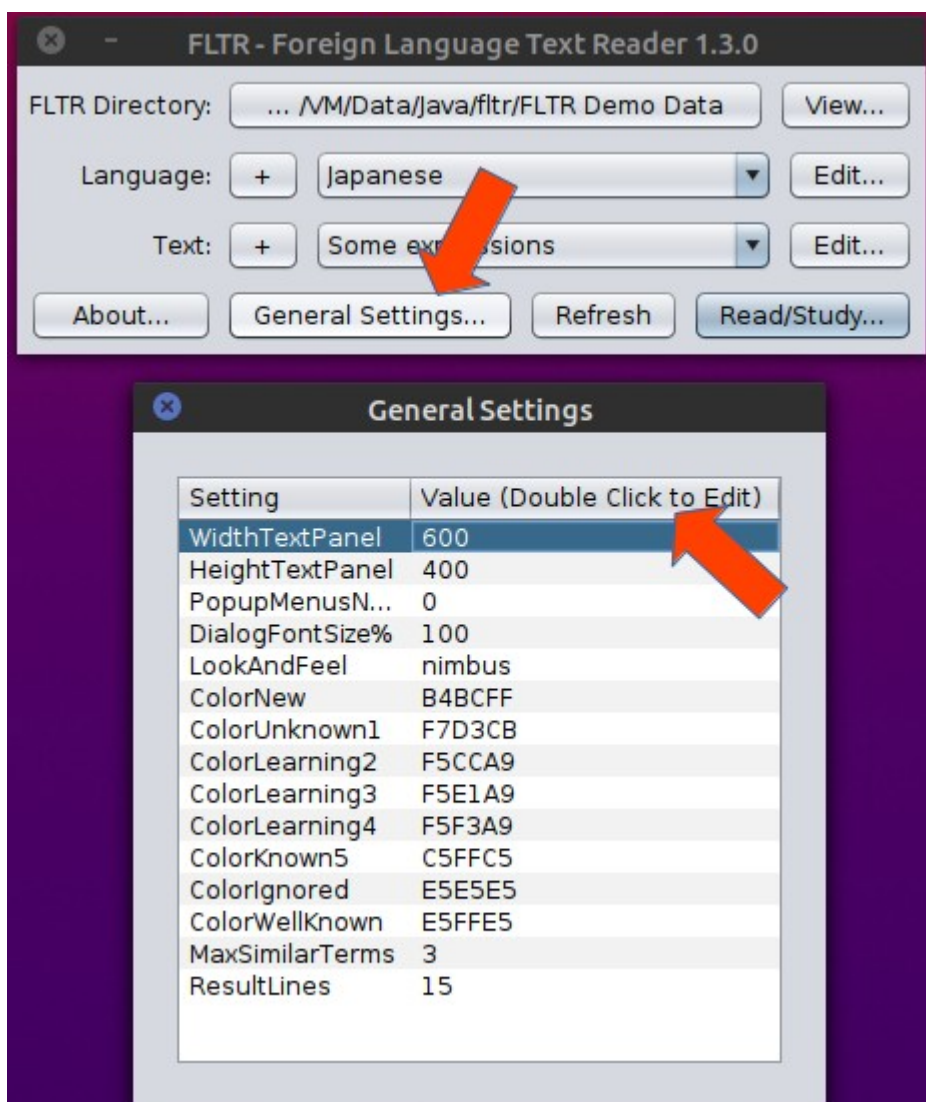 FLTR - Foreign Language Text Reader 1.3.0
FLTR Directory: ... /VM/Data/Java/fltr/FLTR Demo Data View...
Language: + Japanese Edit...
Text: + Some expressions Edit...
About... General Settings... Refresh Read/Study...
General Settings
Setting Value (Double Click to Edit)
WidthTextPanel 600
HeightTextPanel 400
PopupMenusN... 0
DialogFontSize% 100
LookAndFeel nimbus
ColorNew B4BCFF
ColorUnknown1 F7D3CB
ColorLearning2 F5CCA9
ColorLearning3 F5E1A9
ColorLearning4 F5F3A9
ColorKnown5 C5FFC5
ColorIgnored E5E5E5
ColorWellKnown E5FFE5
MaxSimilarTerms 3
ResultLines 15